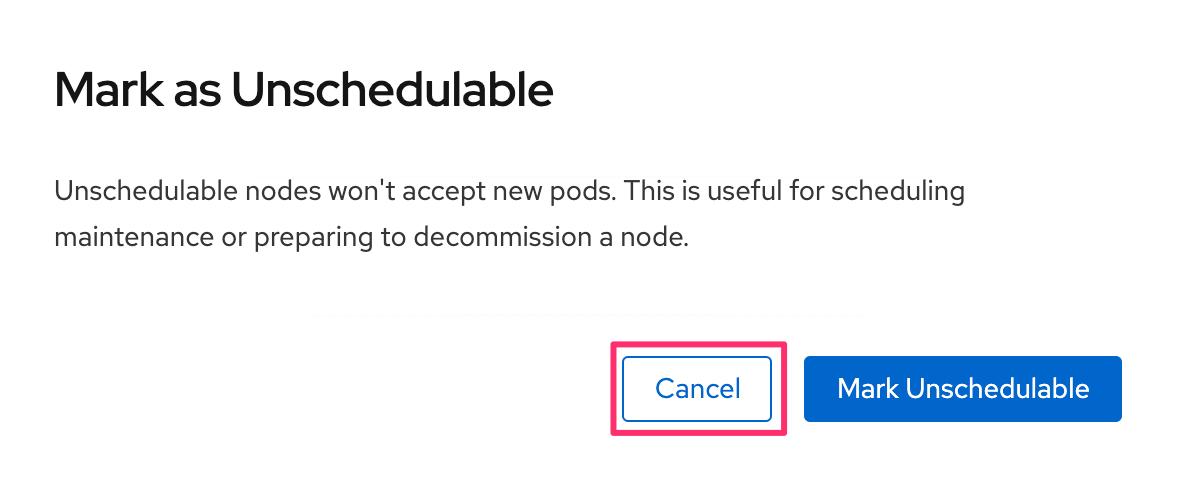 Mark as Unschedulable
Unschedulable nodes won't accept new pods. This is useful for scheduling
maintenance or preparing to decommission a node.
Cancel
Mark Unschedulable